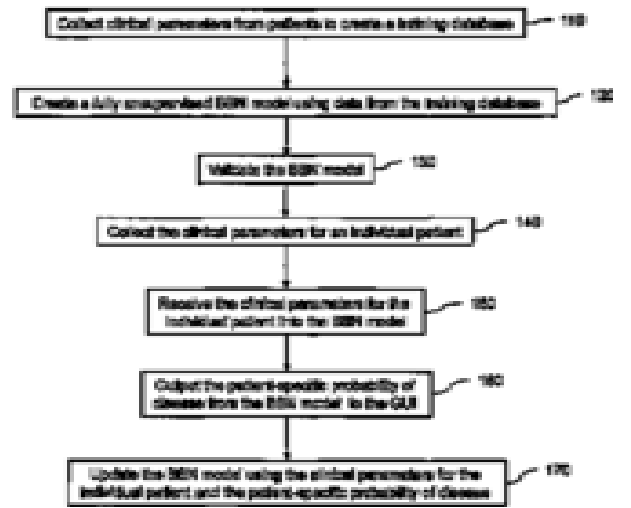 Collect clinical parameters from patients to create a training database
110
Create a fully unsupervised BBN model using data from the training database
120
Validate the BBN model
130
Collect the clinical parameters for an individual patient
140
Receive the clinical parameters for the
individual patient into the BBN model
150
Output the patient-specific probability of
disease from the BBN model to the GUI
160
Update the BBN model using the clinical parameters for the
individual patient and the patient-specific probability of disease
170